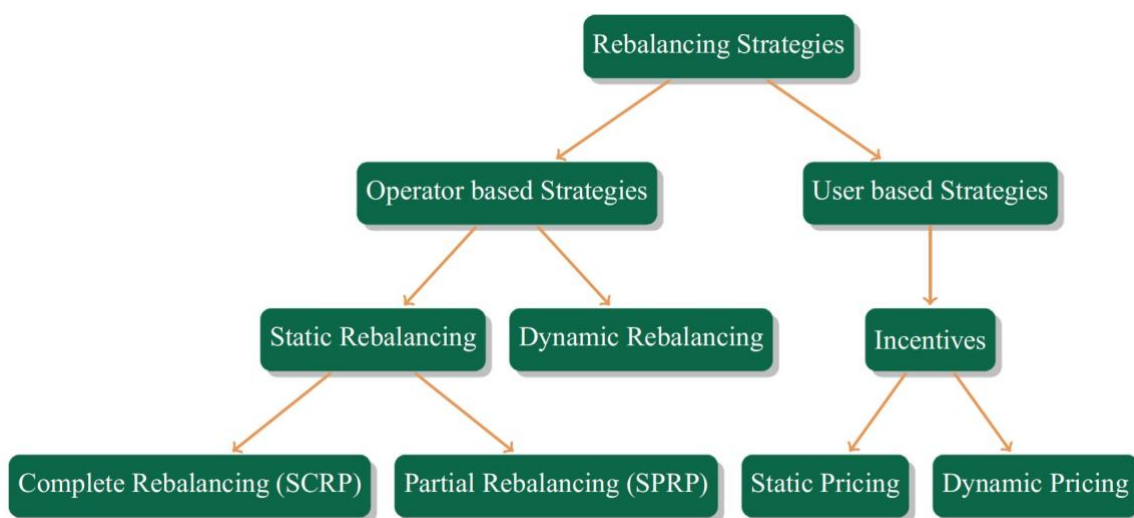 Rebalancing Strategies
Operator based Strategies
User based Strategies
Static Rebalancing
Dynamic Rebalancing
Incentives
Complete Rebalancing (SCRP)
Partial Rebalancing (SPRP)
Static Pricing
Dynamic Pricing